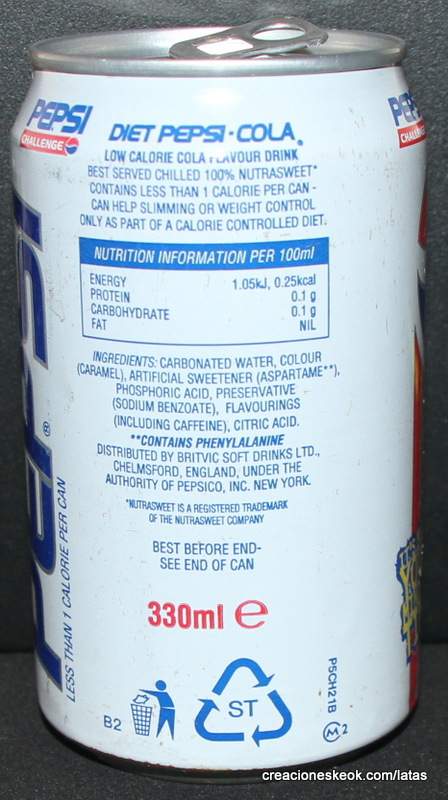 PEPSI
CHALLENGE
DIET PEPSI-COLA
LOW CALORIE COLA FLAVOUR DRINK
BEST SERVED CHILLED 100% NUTRASWEET*
CONTAINS LESS THAN 1 CALORIE PER CAN -
CAN HELP SLIMMING OR WEIGHT CONTROL
ONLY AS PART OF A CALORIE CONTROLLED DIET.
NUTRITION INFORMATION PER 100ml
ENERGY 1.05kJ, 0.25kcal
PROTEIN 0.1 g
CARBOHYDRATE 0.1 g
FAT NIL
INGREDIENTS: CARBONATED WATER, COLOUR
(CARAMEL), ARTIFICIAL SWEETENER (ASPARTAME**),
PHOSPHORIC ACID, PRESERVATIVE
(SODIUM BENZOATE), FLAVOURINGS
(INCLUDING CAFFEINE), CITRIC ACID.
**CONTAINS PHENYLALANINE
DISTRIBUTED BY BRITVIC SOFT DRINKS LTD.,
CHELMSFORD, ENGLAND, UNDER THE
AUTHORITY OF PEPSICO, INC. NEW YORK.
*NUTRASWEET IS A REGISTERED TRADEMARK
OF THE NUTRASWEET COMPANY
BEST BEFORE END-
SEE END OF CAN
330ml e
B2
ST
M 2
P5CH21B
PEPSI ®
LESS THAN 1 CALORIE PER CAN
creacioneskeok.com/latas